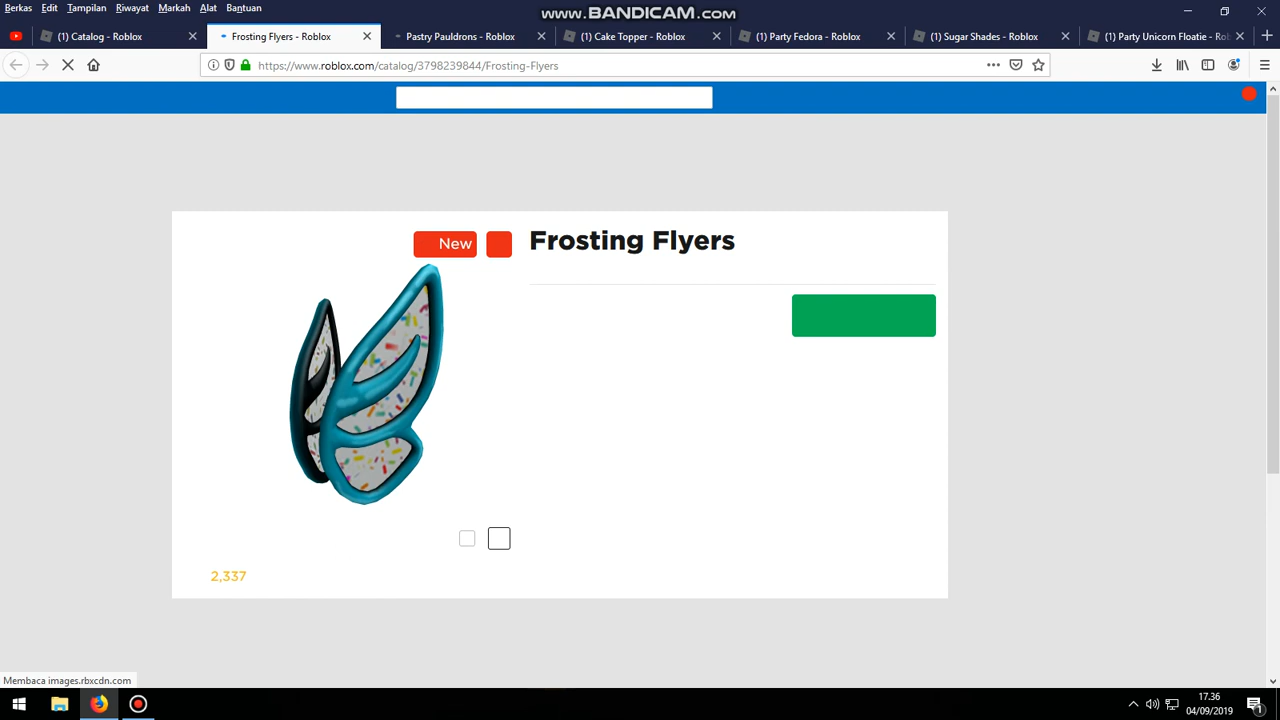 Berkas Edit Tampilan Riwayat Markah Alat Bantuan
www.BANDICAM.com
(1) Catalog - Roblox
Frosting Flyers - Roblox
Pastry Pauldrons - Roblox
(1) Cake Topper - Roblox
(1) Party Fedora - Roblox
(1) Sugar Shades - Roblox
(1) Party Unicorn Floatie - Rob
https://www.roblox.com/catalog/3798239844/Frosting-Flyers
New
Frosting Flyers
2,337
Membaca images.rbxcdn.com
17.36
04/09/2019
1